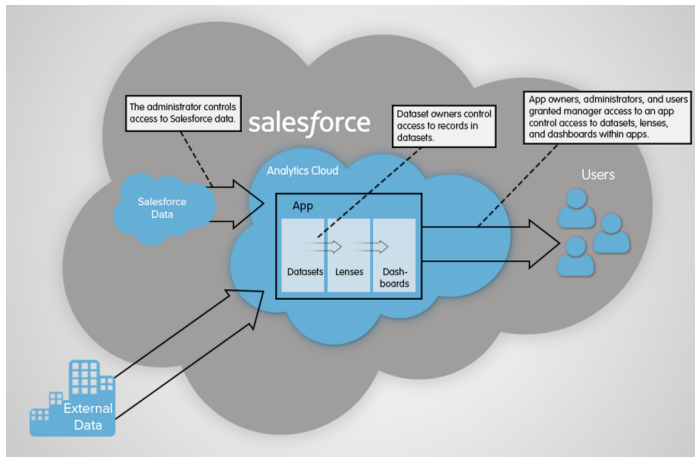 The administrator controls
access to Salesforce data.
salesforce
Dataset owners control
access to records in
datasets.
App owners, administrators, and users
granted manager access to an app
control access to datasets, lenses,
and dashboards within apps.
Analytics Cloud
Users
Salesforce
Data
App
Datasets
Lenses
Dash-
boards
External
Data